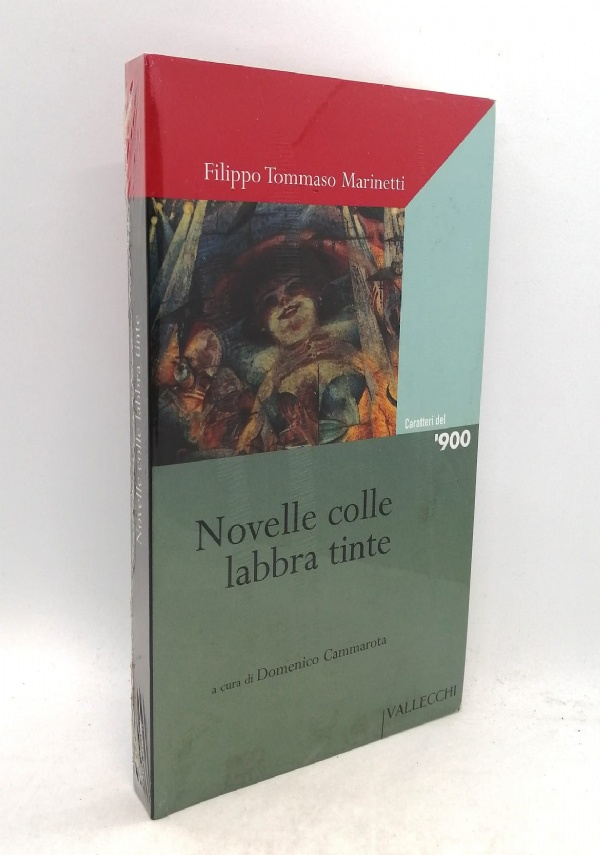 Filippo Tommaso Marinetti
Caratteri del
'900
Novelle colle
labbra tinte
a cura di Domenico Cammarota
VALLECCHI
Novelle colle labbra tinte